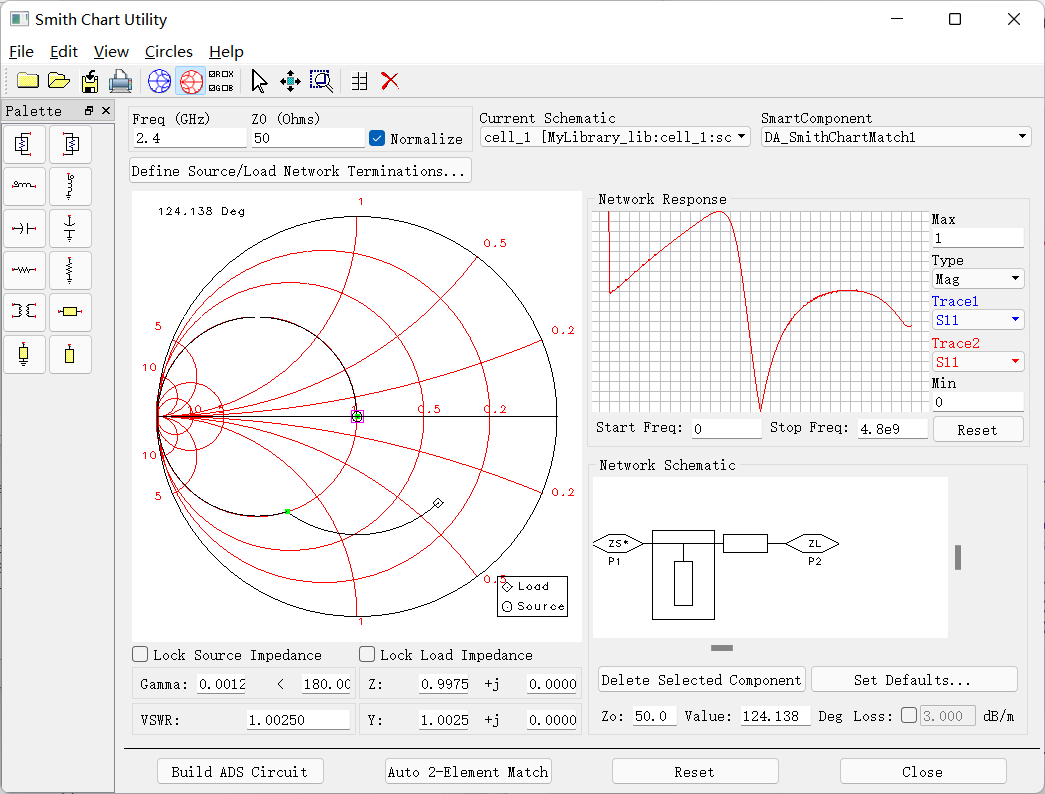 Smith Chart Utility
File Edit View Circles Help
Palette
Freq (GHz) Z0 (Ohms)
2.4 50 Normalize
Current Schematic
cell_1 [MyLibrary_lib:cell_1:sc
SmartComponent
DA_SmithChartMatch1
Define Source/Load Network Terminations...
124.138 Deg
1
0.5
0.2
5
10
10 5 1 0.5 0.2
10
5
0.2
0.5
1
Load
Source
Network Response
Max
1
Type
Mag
Trace1
S11
Trace2
S11
Min
0
Start Freq: 0 Stop Freq: 4.8e9 Reset
Network Schematic
ZS* ZL
P1 P2
Lock Source Impedance Lock Load Impedance
Gamma: 0.0012 < 180.00 Z: 0.9975 +j 0.0000
VSWR: 1.00250 Y: 1.0025 +j 0.0000
Delete Selected Component Set Defaults...
Zo: 50.0 Value: 124.138 Deg Loss: 3.000 dB/m
Build ADS Circuit Auto 2-Element Match Reset Close